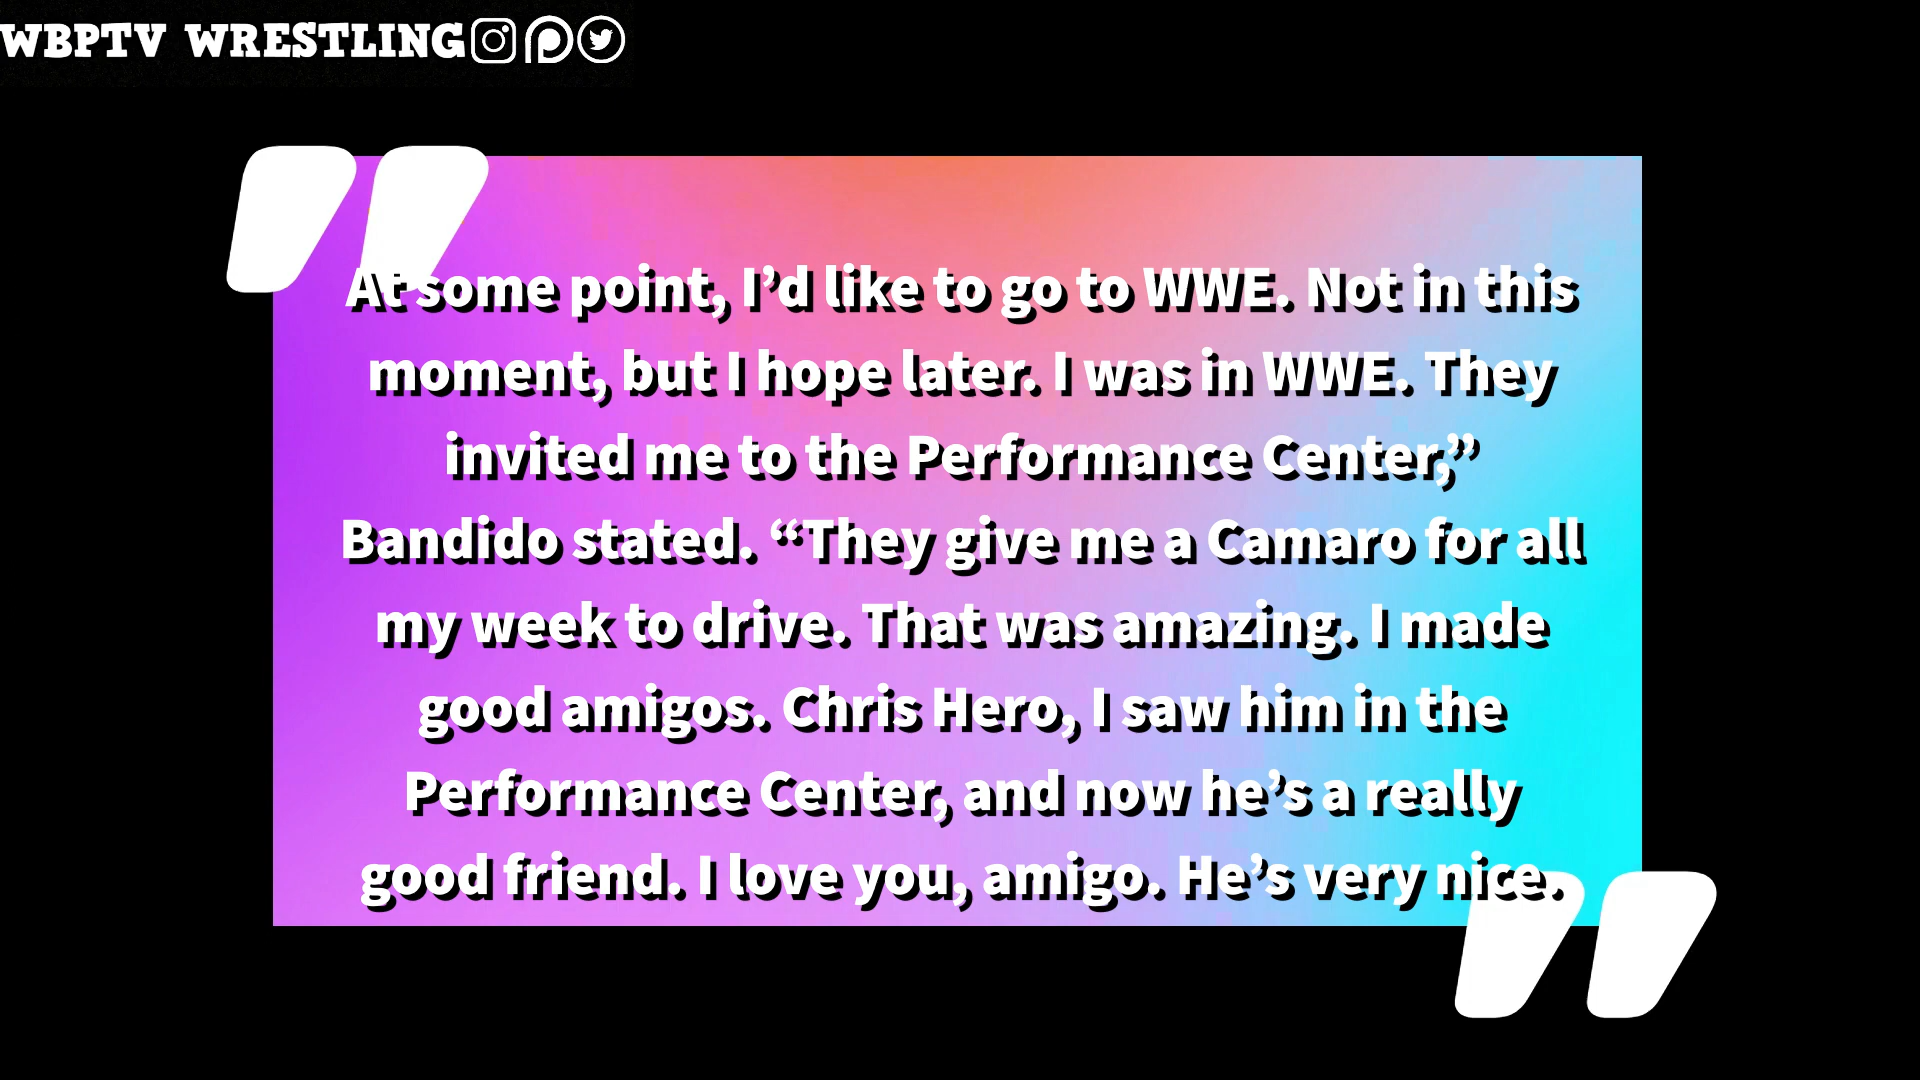 WBPTV WRESTLING
At some point, I’d like to go to WWE. Not in this
moment, but I hope later. I was in WWE. They
invited me to the Performance Center,”
Bandido stated. “They give me a Camaro for all
my week to drive. That was amazing. I made
good amigos. Chris Hero, I saw him in the
Performance Center, and now he’s a really
good friend. I love you, amigo. He’s very nice.